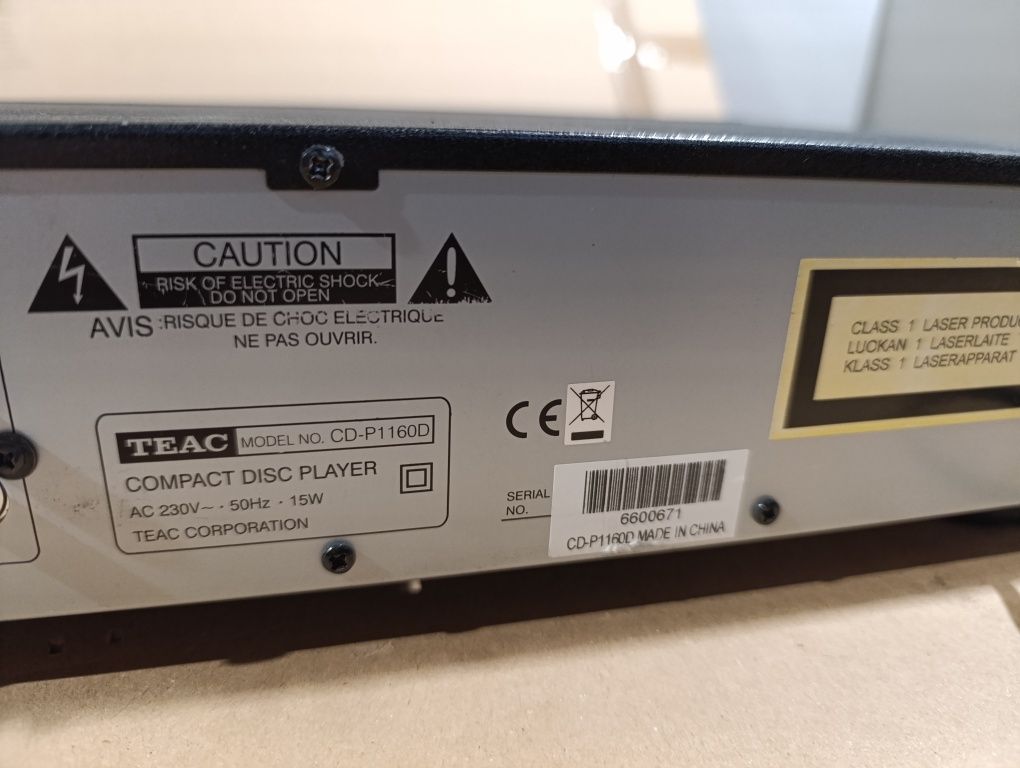 CAUTION
RISK OF ELECTRIC SHOCK
DO NOT OPEN
AVIS :RISQUE DE CHOC ELECTRIQUE
NE PAS OUVRIR.
CLASS 1 LASER PRODU
LUOKAN 1 LASERLAITE
KLASS 1 LASERAPPARAT
TEAC MODEL NO. CD-P1160D
COMPACT DISC PLAYER
AC 230V~ · 50Hz · 15W
TEAC CORPORATION
CE
SERIAL
NO.
6600671
CD-P1160D MADE IN CHINA